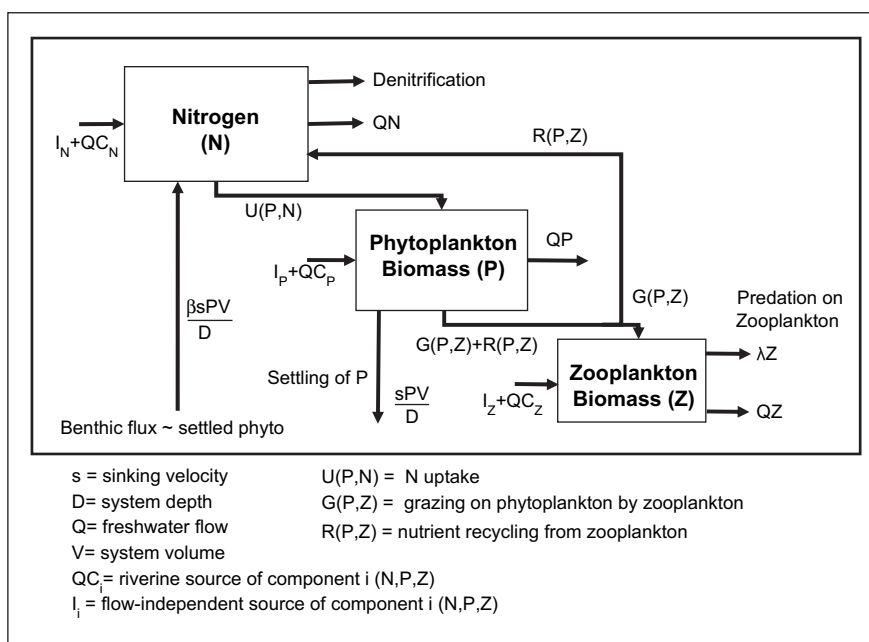 Denitrification
Nitrogen
(N)
QN
I_N+QC_N
R(P,Z)
U(P,N)
Phytoplankton
Biomass (P)
QP
I_P+QC_P
βsPV
D
G(P,Z)
Predation on
Zooplankton
G(P,Z)+R(P,Z)
λZ
Settling of P
Zooplankton
Biomass (Z)
sPV
D
I_Z+QC_Z
QZ
Benthic flux ~ settled phyto
s = sinking velocity
D= system depth
Q= freshwater flow
V= system volume
QC_i= riverine source of component i (N,P,Z)
I_i = flow-independent source of component i (N,P,Z)
U(P,N) = N uptake
G(P,Z) = grazing on phytoplankton by zooplankton
R(P,Z) = nutrient recycling from zooplankton